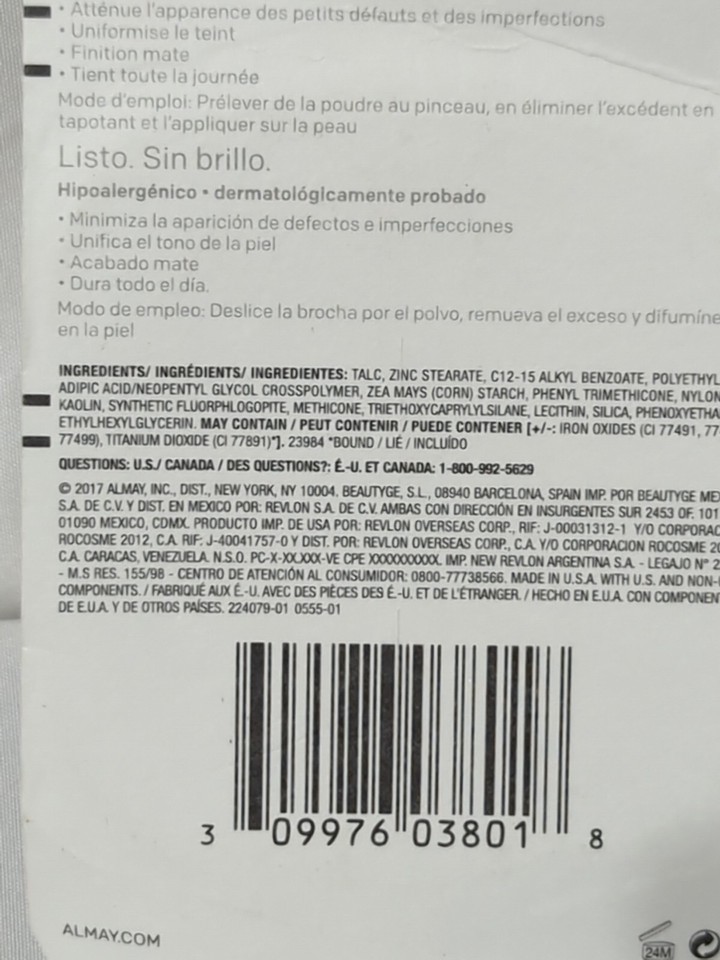 • Atténue l'apparence des petits défauts et des imperfections
• Uniformise le teint
• Finition mate
• Tient toute la journée
Mode d'emploi: Prélever de la poudre au pinceau, en éliminer l'excédent en
tapotant et l'appliquer sur la peau
Listo. Sin brillo.
Hipoalergénico • dermatológicamente probado
• Minimiza la aparición de defectos e imperfecciones
• Unifica el tono de la piel
• Acabado mate
• Dura todo el día.
Modo de empleo: Deslice la brocha por el polvo, remueva el exceso y difumine
en la piel
INGREDIENTS/ INGRÉDIENTS/ INGREDIENTES: TALC, ZINC STEARATE, C12-15 ALKYL BENZOATE, POLYETHYL
ADIPIC ACID/NEOPENTYL GLYCOL CROSSPOLYMER, ZEA MAYS (CORN) STARCH, PHENYL TRIMETHICONE, NYLON
KAOLIN, SYNTHETIC FLUORPHLOGOPITE, METHICONE, TRIETHOXYCAPRYLYLSILANE, LECITHIN, SILICA, PHENOXYETHA
ETHYLHEXYLGLYCERIN. MAY CONTAIN / PEUT CONTENIR / PUEDE CONTENER [+/-: IRON OXIDES (CI 77491, 77
77499), TITANIUM DIOXIDE (CI 77891)*]. 23984 *BOUND / LIÉ / INCLUÍDO
QUESTIONS: U.S./ CANADA / DES QUESTIONS?: É.-U. ET CANADA: 1-800-992-5629
© 2017 ALMAY, INC., DIST., NEW YORK, NY 10004. BEAUTYGE, S.L., 08940 BARCELONA, SPAIN IMP. POR BEAUTYGE ME
S.A. DE C.V. Y DIST. EN MEXICO POR: REVLON S.A. DE C.V. AMBAS CON DIRECCIÓN EN INSURGENTES SUR 2453 OF. 101
01090 MEXICO, CDMX. PRODUCTO IMP. DE USA POR: REVLON OVERSEAS CORP., RIF: J-00031312-1 Y/O CORPORAC
ROCOSME 2012, C.A. RIF: J-40041757-0 Y DIST. POR: REVLON OVERSEAS CORP., C.A. Y/O CORPORACION ROCOSME 20
C.A. CARACAS, VENEZUELA. N.S.O. PC-X-XX.XXX-VE CPE XXXXXXXXXX. IMP. NEW REVLON ARGENTINA S.A. - LEGAJO N° 2
- M.S RES. 155/98 - CENTRO DE ATENCIÓN AL CONSUMIDOR: 0800-77738566. MADE IN U.S.A. WITH U.S. AND NON-
COMPONENTS. / FABRIQUÉ AUX É.-U. AVEC DES PIÈCES DES É.-U. ET DE L'ÉTRANGER. / HECHO EN E.U.A. CON COMPONEN
DE E.U.A. Y DE OTROS PAÍSES. 224079-01 0555-01
3 09976 03801 8
ALMAY.COM
24M